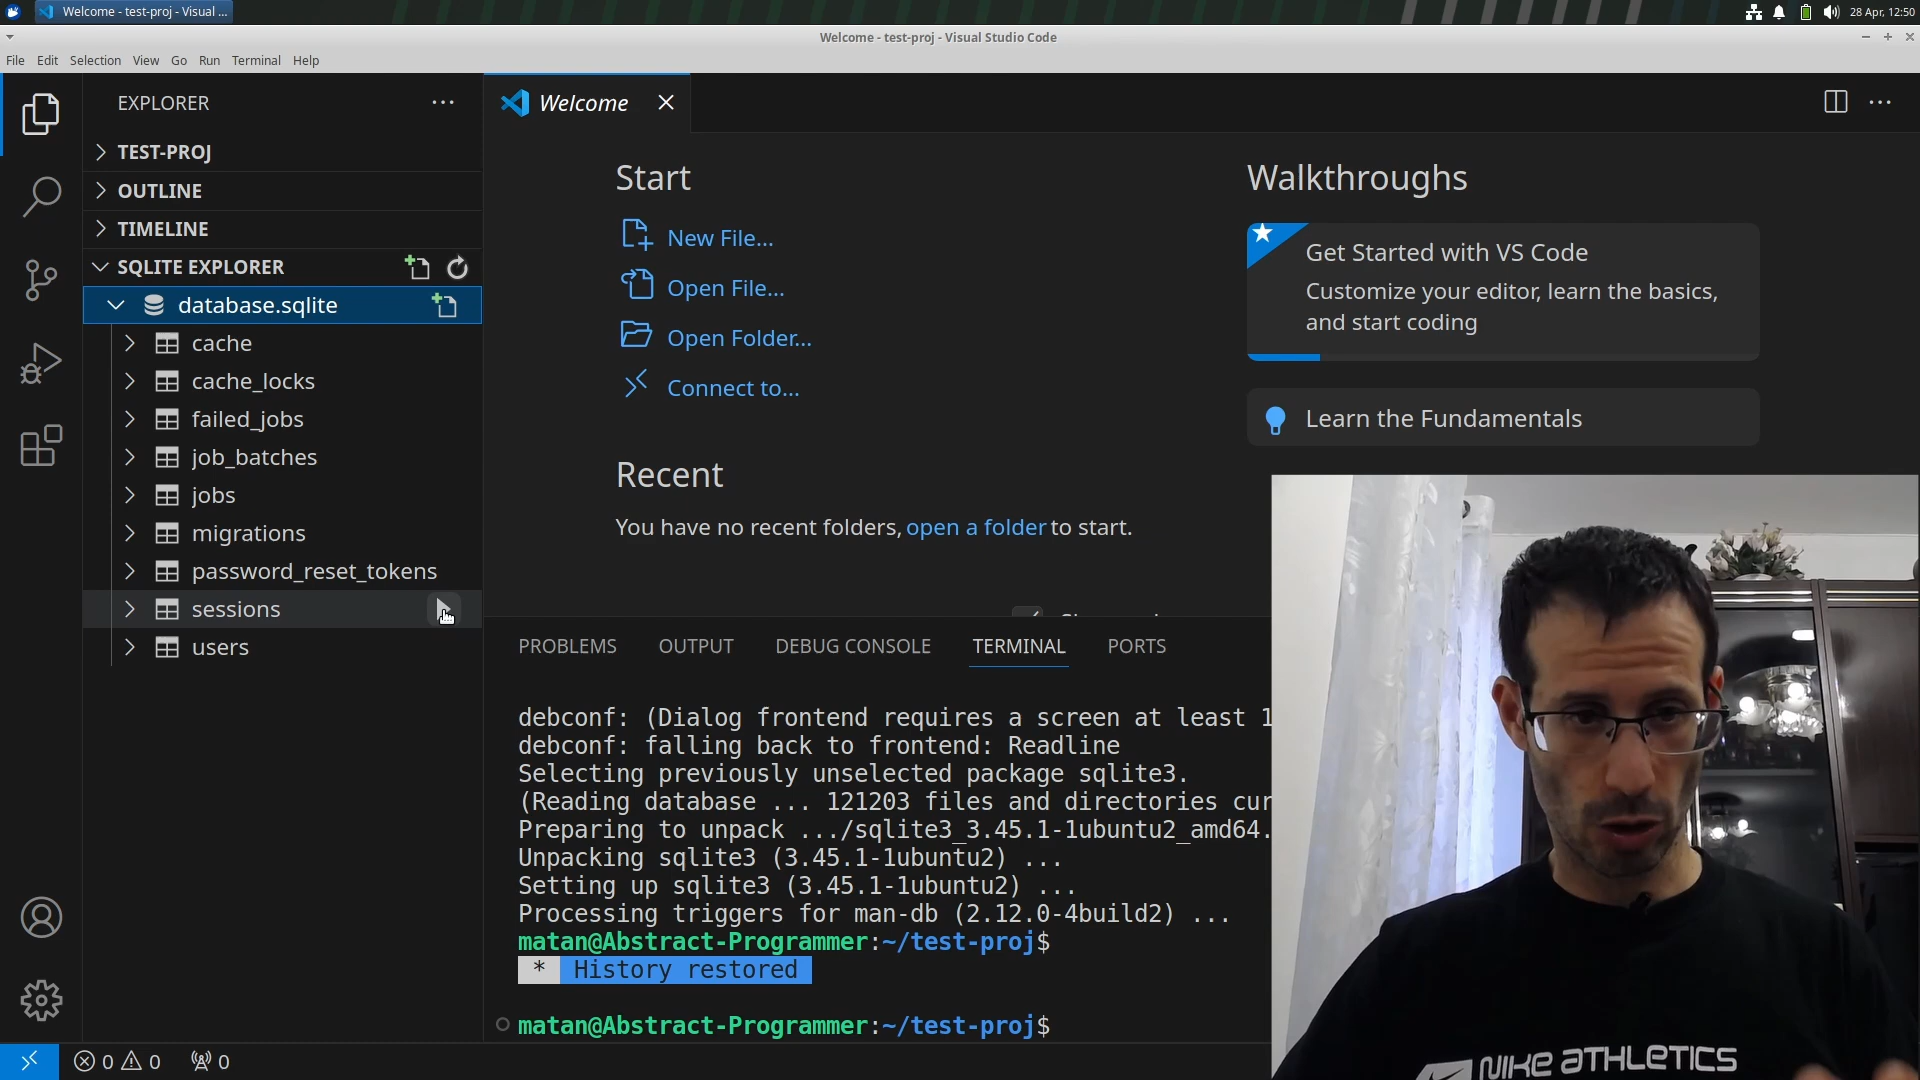 Welcome - test-proj - Visual ...
28 Apr, 12:50
Welcome - test-proj - Visual Studio Code
File Edit Selection View Go Run Terminal Help
EXPLORER
TEST-PROJ
OUTLINE
TIMELINE
SQLITE EXPLORER
database.sqlite
cache
cache_locks
failed_jobs
job_batches
jobs
migrations
password_reset_tokens
sessions
users
Welcome
Start
New File...
Open File...
Open Folder...
Connect to...
Recent
You have no recent folders, open a folder to start.
Walkthroughs
Get Started with VS Code
Customize your editor, learn the basics,
and start coding
Learn the Fundamentals
PROBLEMS OUTPUT DEBUG CONSOLE TERMINAL PORTS
debconf: (Dialog frontend requires a screen at least 1
debconf: falling back to frontend: Readline
Selecting previously unselected package sqlite3.
(Reading database ... 121203 files and directories cur
Preparing to unpack .../sqlite3_3.45.1-1ubuntu2_amd64.
Unpacking sqlite3 (3.45.1-1ubuntu2) ...
Setting up sqlite3 (3.45.1-1ubuntu2) ...
Processing triggers for man-db (2.12.0-4build2) ...
matan@Abstract-Programmer:~/test-proj$
* History restored
matan@Abstract-Programmer:~/test-proj$
NIKE ATHLETICS
0 0 0